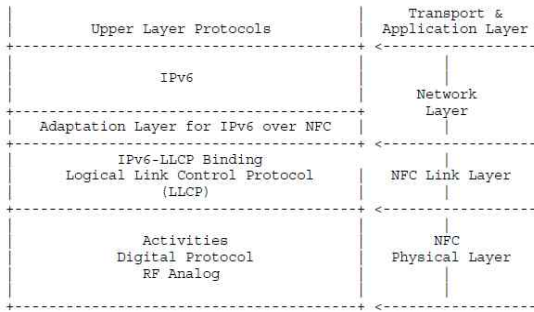 Transport &
Upper Layer Protocols Application Layer
IPv6
Network
Layer
Adaptation Layer for IPv6 over NFC
IPv6-LLCP Binding
Logical Link Control Protocol NFC Link Layer
(LLCP)
Activities NFC
Digital Protocol Physical Layer
RF Analog